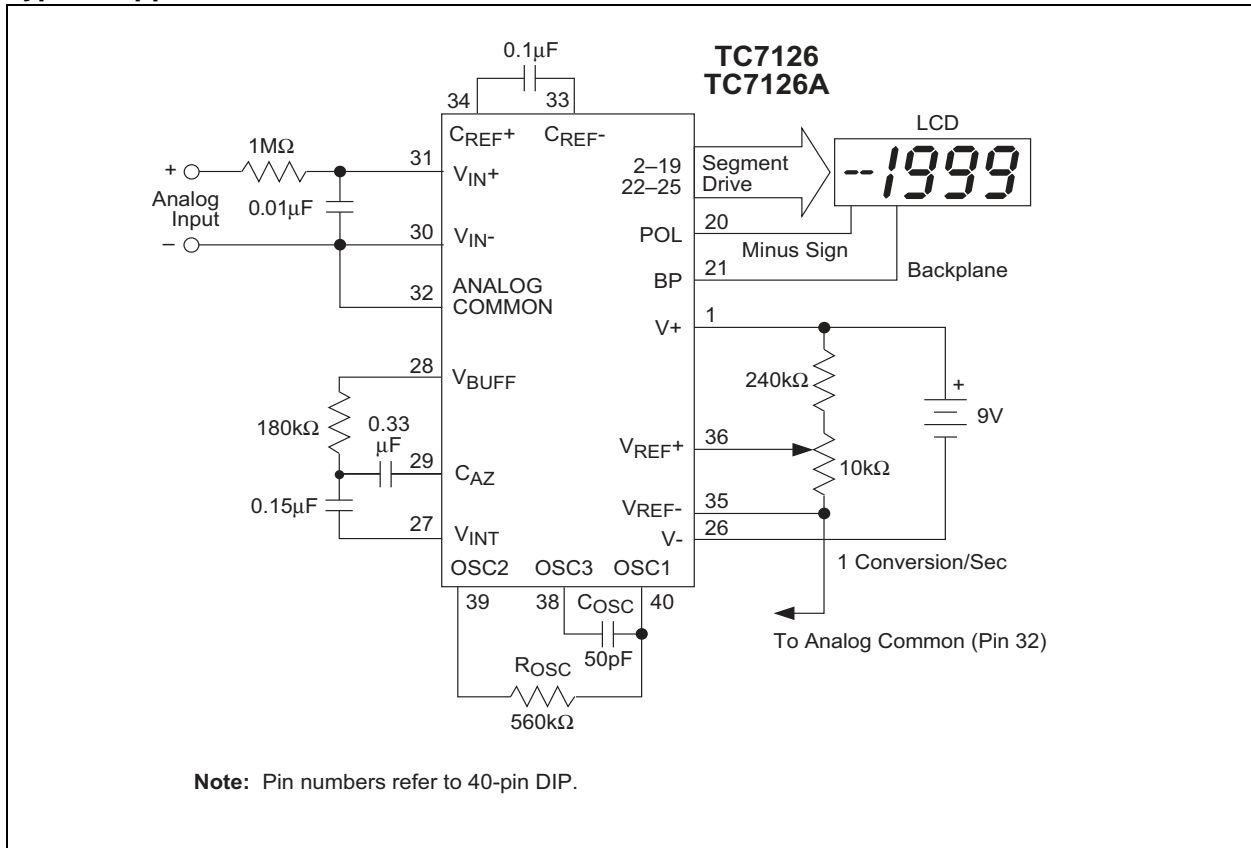 TC7126
TC7126A
0.1µF
34
33
CREF+
CREF-
LCD
1MΩ
31
VIN+
+
Analog
Input
–
0.01µF
30
VIN-
32
ANALOG
COMMON
2–19
22–25
Segment
Drive
--1999
POL
20
Minus Sign
BP
21
Backplane
V+
1
28
VBUFF
180kΩ
0.33
µF
29
CAZ
0.15µF
27
VINT
240kΩ
+
9V
VREF+
36
10kΩ
VREF-
35
V-
26
1 Conversion/Sec
OSC2
OSC3
OSC1
39
38
COSC
40
50pF
ROSC
560kΩ
To Analog Common (Pin 32)
Note: Pin numbers refer to 40-pin DIP.